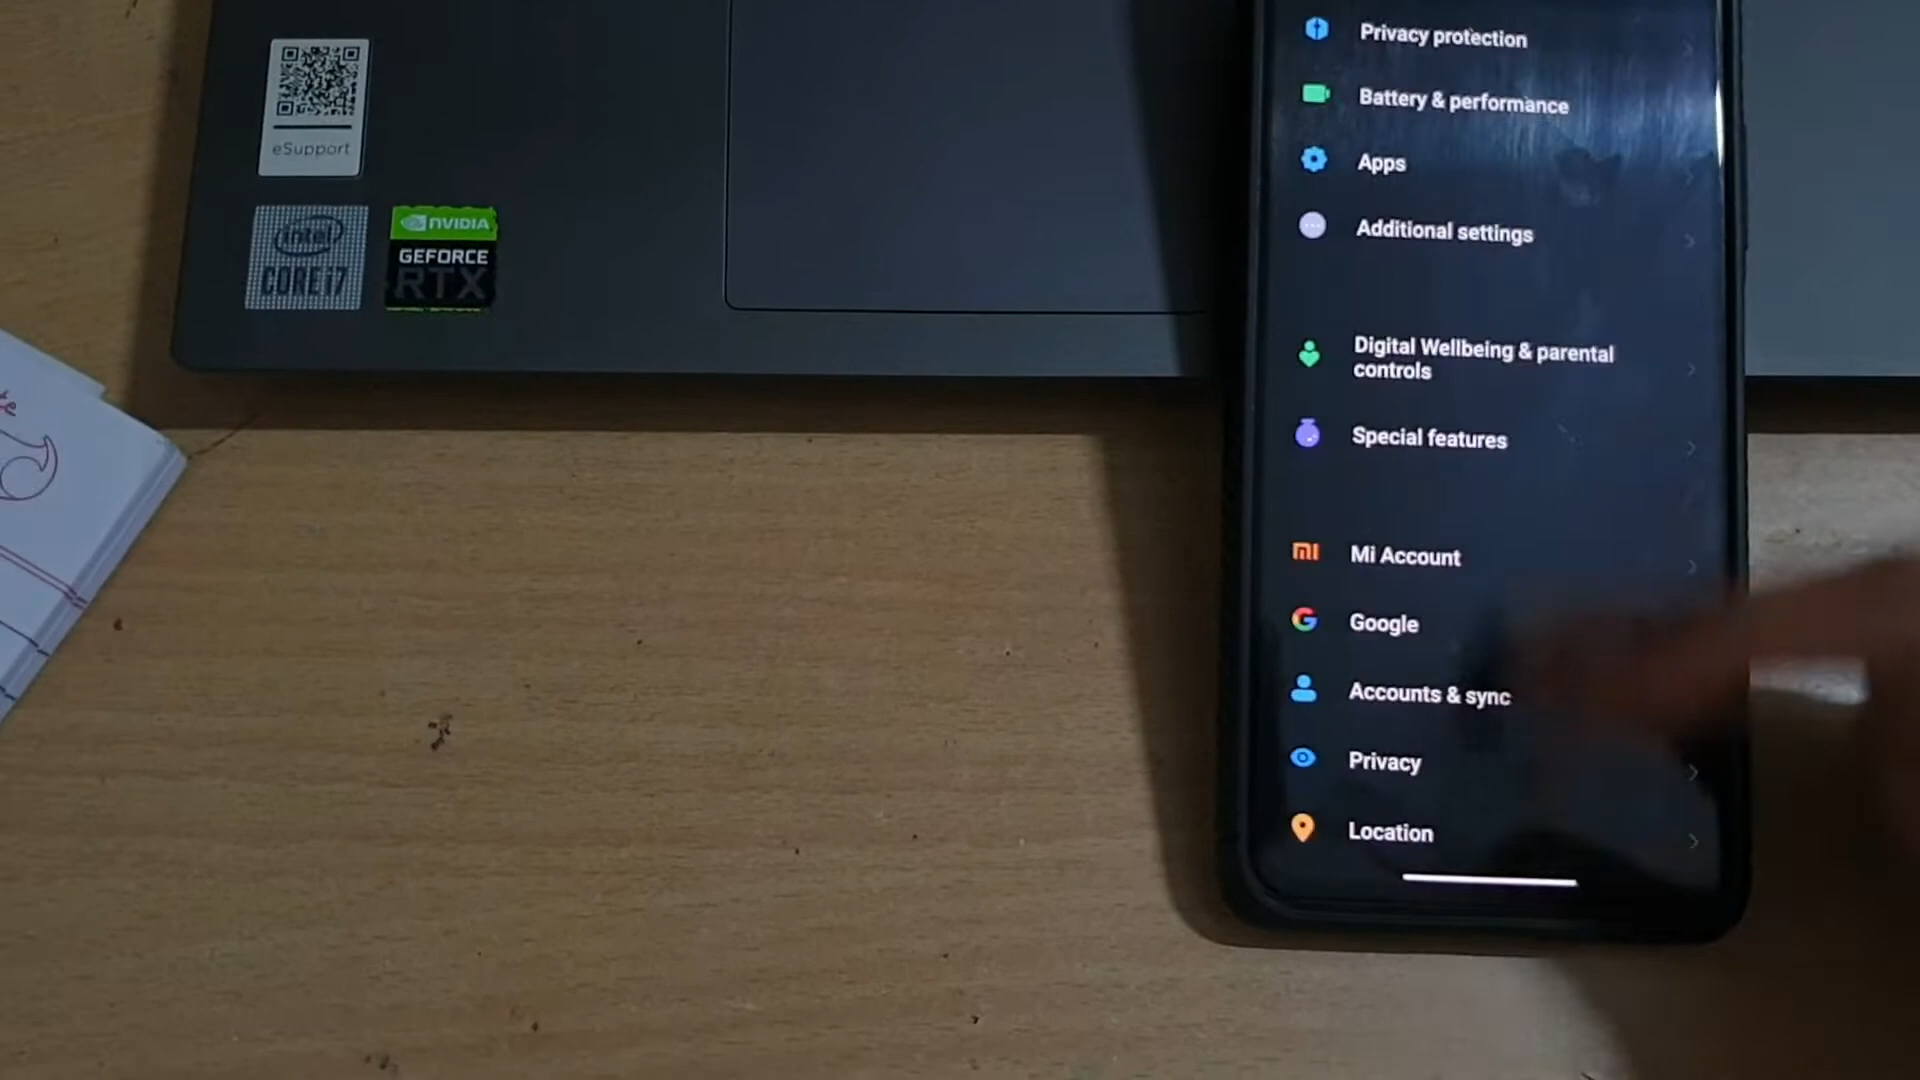 eSupport
intel
CORE i7
NVIDIA
GEFORCE
RTX
Privacy protection
Battery & performance
Apps
Additional settings
Digital Wellbeing & parental
controls
Special features
Mi Account
Google
Accounts & sync
Privacy
Location